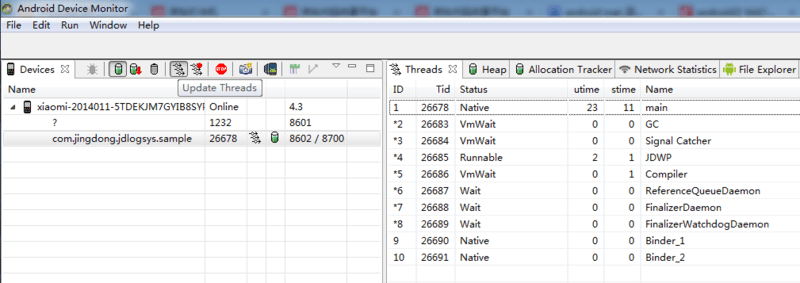 Android Device Monitor
File Edit Run Window Help
Devices
Update Threads
Name
xiaomi-2014011-5TDEKJM7GYIB8SYF Online 4.3
? 1232 8601
com.jingdong.jdlogsys.sample 26678 8602 / 8700
Threads Heap Allocation Tracker Network Statistics File Explorer
ID Tid Status utime stime Name
1 26678 Native 23 11 main
*2 26683 VmWait 0 0 GC
*3 26684 VmWait 0 0 Signal Catcher
*4 26685 Runnable 2 1 JDWP
*5 26686 VmWait 0 1 Compiler
*6 26687 Wait 0 0 ReferenceQueueDaemon
*7 26688 Wait 0 0 FinalizerDaemon
*8 26689 Wait 0 0 FinalizerWatchdogDaemon
9 26690 Native 0 0 Binder_1
10 26691 Native 0 0 Binder_2